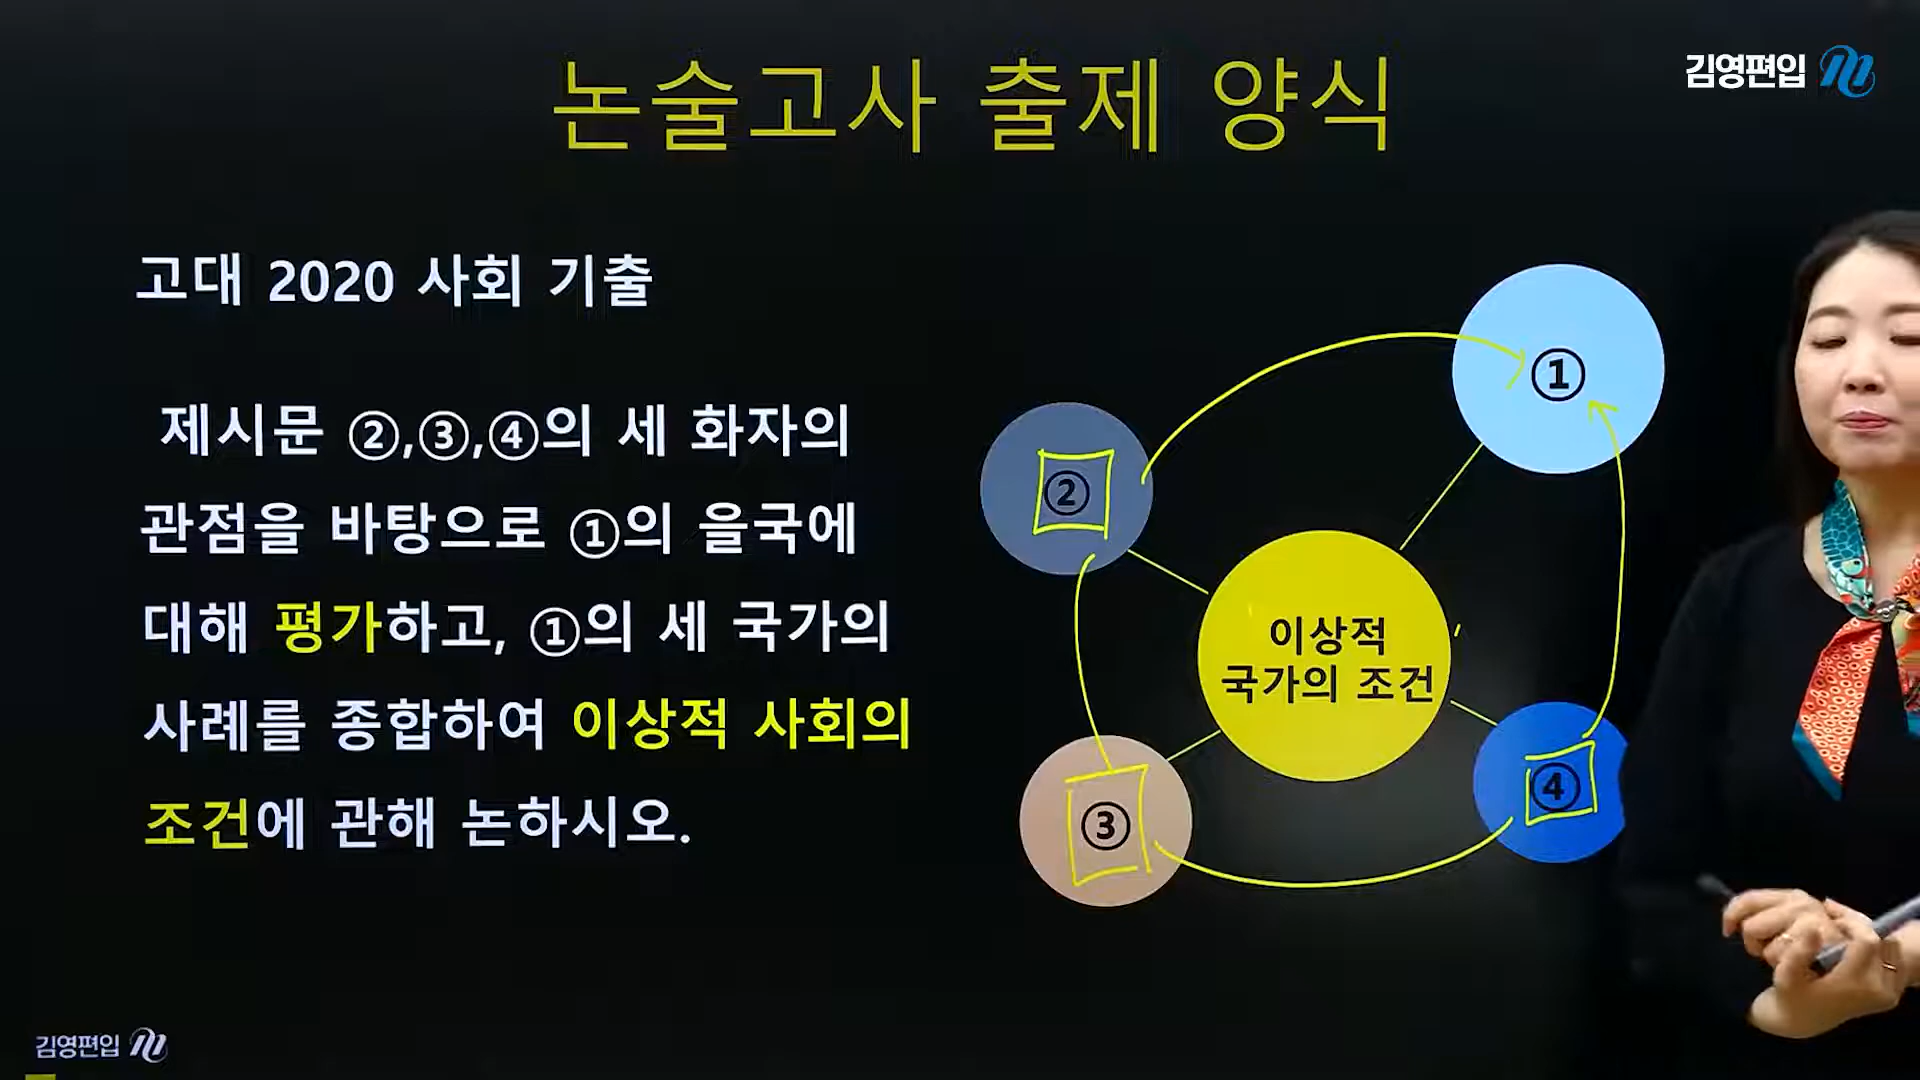 논술고사 출제 양식
김영편입
고대 2020 사회 기출
제시문 ②,③,④의 세 화자의
관점을 바탕으로 ①의 을국에
대해 평가하고, ①의 세 국가의
사례를 종합하여 이상적 사회의
조건에 관해 논하시오.
①
②
이상적
국가의 조건
③
④
김영편입